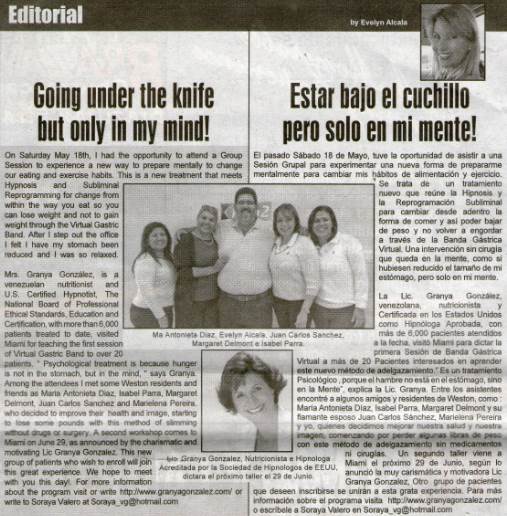 Editorial
by Evelyn Alcala
Going under the knife
but only in my mind!
On Saturday May 18th, I had the opportunity to attend a Group
Session to experience a new way to prepare mentally to change
our eating and exercise habits. This is a new treatment that meets
Hypnosis and Subliminal
Reprogramming for change from
within the way you eat so you
can lose weight and not to gain
weight through the Virtual Gastric
Band. After I step out the office
I felt I have my stomach been
reduced and I was so relaxed.
Mrs. Granya González, is a
venezuelan nutritionist and
U.S. Certified Hypnotist, The
National Board of Professional
Ethical Standards, Education and
Certification, with more than 6,000
patients treated to date, visited
Miami for teaching the first session
of Virtual Gastric Band to over 20
patients. " Psychological treatment is because hunger
is not in the stomach, but in the mind, " says Granya.
Among the attendees I met some Weston residents and
friends as Maria Antonieta Diaz, Isabel Parra, Margaret
Delmont, Juan Carlos Sanchez and Marielena Pereira,
who decided to improve their health and image, starting
to lose some pounds with this method of slimming
without drugs or surgery. A second workshop comes to
Miami on June 29, as announced by the charismatic and
motivating Lic Granya Gonzalez. This new
group of patients who wish to enroll will join
this great experience. We hope to meet
with you this day!. For more information
about the program visit or write http://www.granyagonzalez.com/ or
write to Soraya Valero at Soraya_vg@hotmail.com
Ma Antonieta Diaz, Evelyn Alcala, Juan Carlos Sanchez,
Margaret Delmont e Isabel Parra.
Granya Gonzalez, Nutricionista e Hipnologa
Acreditada por la Sociedad de Hipnologos de EEUU,
dictara el proximo taller el 29 de Junio.
Estar bajo el cuchillo
pero solo en mi mente!
El pasado Sábado 18 de Mayo, tuve la oportunidad de asistir a una
Sesión Grupal para experimentar una nueva forma de prepararme
mentalmente para cambiar mis hábitos de alimentación y ejercicio.
Se trata de un tratamiento
nuevo que reúne la Hipnosis y
la Reprogramación Subliminal
para cambiar desde adentro la
forma de comer y así poder bajar
de peso y no volver a engordar
a través de la Banda Gástrica
Virtual. Una intervención sin cirugía
que queda en la mente, como si
hubiesen reducido el tamaño de mi
estómago, pero solo en mi mente.
La Lic. Granya González,
venezolana, nutricionista y
Certificada en los Estados Unidos
como Hipnóloga Aprobada, con
más de 6,000 pacientes atendidos
a la fecha, visitó Miami para dictar la
primera Sesión de Banda Gástrica
Virtual a más de 20 Pacientes interesados en aprender
este nuevo método de adelgazamiento." Es un tratamiento
Psicológico , porque el hambre no está en el estómago, sino
en la Mente", explica la Lic. Granya. Entre los asistentes
encontré a algunos amigos y residentes de Weston, como :
Maria Antonieta Díaz, Isabel Parra, Margaret Delmont y su
flamante esposo Juan Carlos Sánchez, Marielena Pereira
y yo, quienes decidimos mejorar nuestra salud y nuestra
imagen, comenzando por perder algunas libras de peso
con este método de adelgazamiento sin medicamentos
ni cirugías. Un segundo taller viene a
Miami el próximo 29 de Junio, según lo
anunció la muy carismática y motivadora Lic
Granya Gonzalez, Otro grupo de pacientes
que deseen inscribirse se unirán a esta grata experiencia. Para más
información sobre el programa visita http://www.granyagonzalez.com/
o escríbele a Soraya Valero en Soraya_vg@hotmail.com